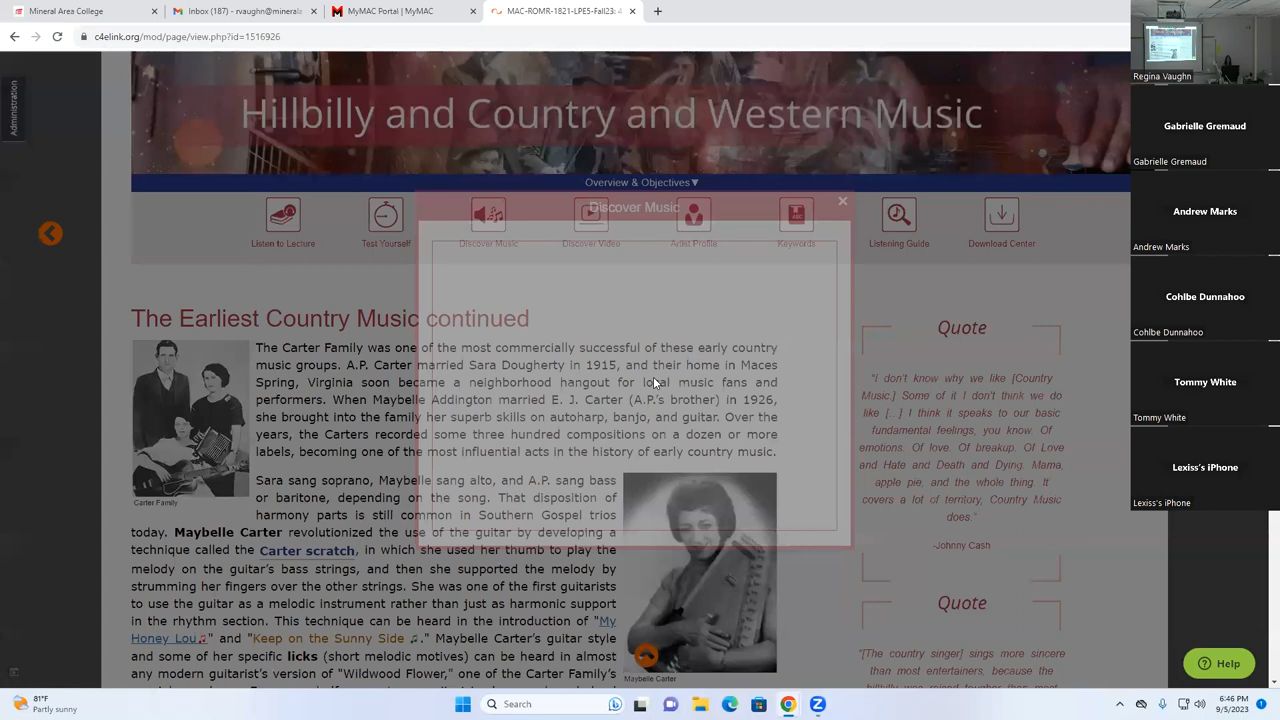 Mineral Area College
Inbox (187) - rvaughn@mineral
MyMAC Portal | MyMAC
MAC-ROMR-1821-LPE5-Fall23: 4
c4elink.org/mod/page/view.php?id=1516926
Administration
Hillbilly and Country and Western Music
Overview & Objectives▼
Discover Music
Listen to Lecture
Test Yourself
Discover Music
Discover Video
Artist Profile
Keywords
Listening Guide
Download Center
The Earliest Country Music continued
The Carter Family was one of the most commercially successful of these early country
music groups. A.P. Carter married Sara Dougherty in 1915, and their home in Maces
Spring, Virginia soon became a neighborhood hangout for local music fans and
performers. When Maybelle Addington married E. J. Carter (A.P.'s brother) in 1926,
she brought into the family her superb skills on autoharp, banjo, and guitar. Over the
years, the Carters recorded some three hundred compositions on a dozen or more
labels, becoming one of the most influential acts in the history of early country music.
Carter Family
Sara sang soprano, Maybelle sang alto, and A.P. sang bass
or baritone, depending on the song. That disposition of
harmony parts is still common in Southern Gospel trios
today. Maybelle Carter revolutionized the use of the guitar by developing a
technique called the Carter scratch, in which she used her thumb to play the
melody on the guitar's bass strings, and then she supported the melody by
strumming her fingers over the other strings. She was one of the first guitarists
to use the guitar as a melodic instrument rather than just as harmonic support
in the rhythm section. This technique can be heard in the introduction of "My
Honey Lou♫" and "Keep on the Sunny Side ♫." Maybelle Carter's guitar style
and some of her specific licks (short melodic motives) can be heard in almost
any modern guitarist's rendition of "Wildwood Flower," one of the Carter
Maybelle Carter
Quote
"I don't know why we like [Country
Music.] Some of it I don't think we do
like [...] I think it speaks to our basic
fundamental feelings, you know. Of
emotions. Of love. Of breakup. Of Love
and Hate and Death and Dying. Mama,
apple pie, and the whole thing. It
covers a lot of territory, Country Music
does."
-Johnny Cash
Quote
"[The country singer] sings more sincere
than most entertainers, because the
hillbilly was raised rougher than most
Help
Regina Vaughn
Gabrielle Gremaud
Gabrielle Gremaud
Andrew Marks
Andrew Marks
Cohlbe Dunnahoo
Cohlbe Dunnahoo
Tommy White
Tommy White
Lexiss's iPhone
Lexiss's iPhone
81°F
Partly sunny
Search
6:46 PM
9/5/2023